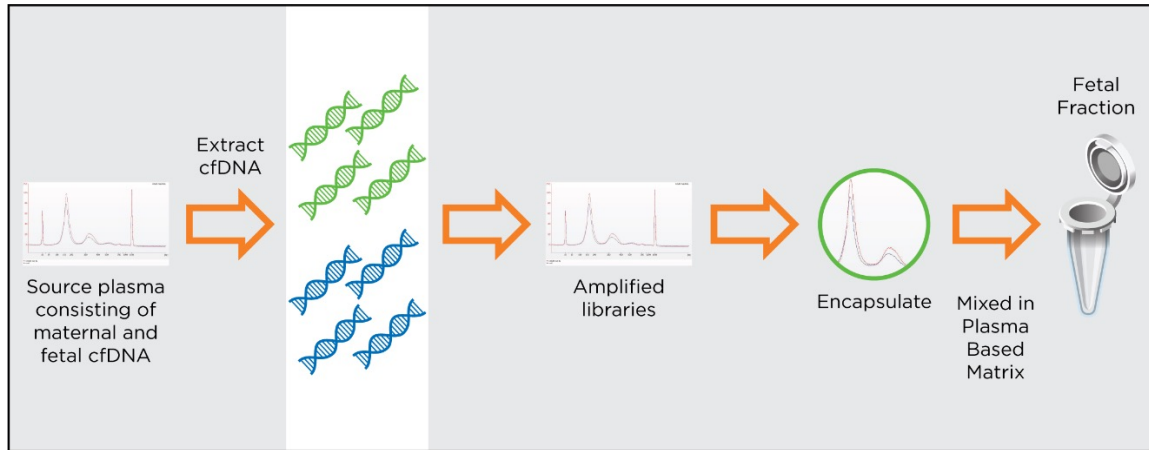 Extract
cfDNA
Source plasma
consisting of
maternal and
fetal cfDNA
Amplified
libraries
Encapsulate
Mixed in
Plasma
Based
Matrix
Fetal
Fraction